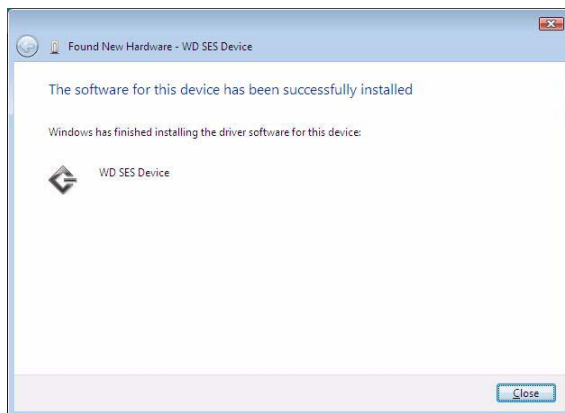 Found New Hardware - WD SES Device
The software for this device has been successfully installed
Windows has finished installing the driver software for this device:
WD SES Device
Close